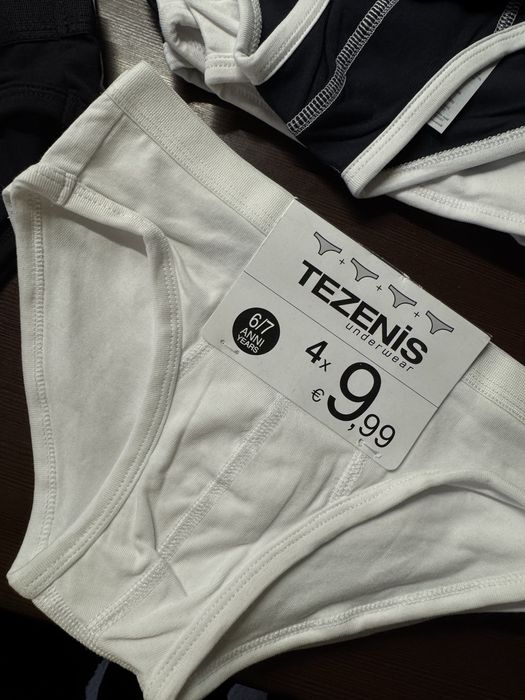 TEZENIS
underwear
6/7
ANNI
YEARS
4x
€ 9,99